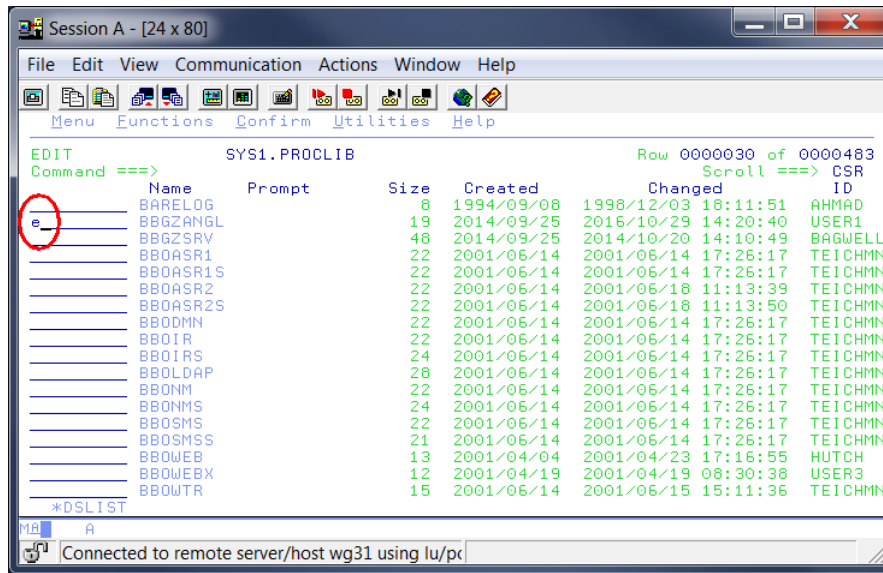 Session A - [24 x 80]
File Edit View Communication Actions Window Help
Menu Functions Confirm Utilities Help
EDIT SYS1.PROCLIB Row 0000030 of 0000483
Command ===> Scroll ===> CSR
Name Prompt Size Created Changed ID
BARELOG 8 1994/09/08 1998/12/03 18:11:51 AHMAD
e BBGZANGL 19 2014/09/25 2016/10/29 14:20:40 USER1
BBGZSRV 48 2014/09/25 2014/10/20 14:10:49 BAGWELL
BBOASR1 22 2001/06/14 2001/06/14 17:26:17 TEICHMN
BBOASR1S 22 2001/06/14 2001/06/14 17:26:17 TEICHMN
BBOASR2 22 2001/06/14 2001/06/18 11:13:39 TEICHMN
BBOASR2S 22 2001/06/14 2001/06/18 11:13:50 TEICHMN
BBODMN 22 2001/06/14 2001/06/14 17:26:17 TEICHMN
BBOIR 22 2001/06/14 2001/06/14 17:26:17 TEICHMN
BBOIRS 24 2001/06/14 2001/06/14 17:26:17 TEICHMN
BBOLDAP 28 2001/06/14 2001/06/14 17:26:17 TEICHMN
BBONM 22 2001/06/14 2001/06/14 17:26:17 TEICHMN
BBONMS 24 2001/06/14 2001/06/14 17:26:17 TEICHMN
BBOSMS 22 2001/06/14 2001/06/14 17:26:17 TEICHMN
BBOSMSS 21 2001/06/14 2001/06/14 17:26:17 TEICHMN
BBOWEB 13 2001/04/04 2001/04/23 17:16:55 HUTCH
BBOWEBX 12 2001/04/19 2001/04/19 08:30:38 USER3
BBOWTR 15 2001/06/14 2001/06/15 15:11:36 TEICHMN
*DSLIST
MA A
Connected to remote server/host wg31 using lu/po